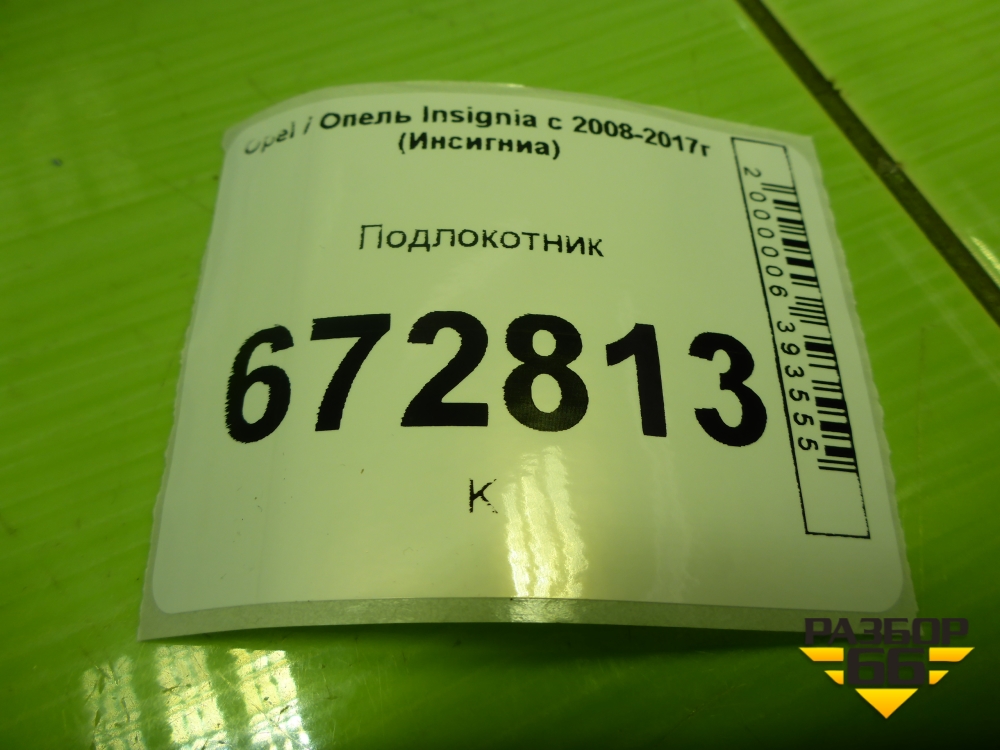 Opel / Опель Insignia с 2008-2017г
(Инсигниа)
Подлокотник
672813
К
2000006393555
РАЗБОР
66